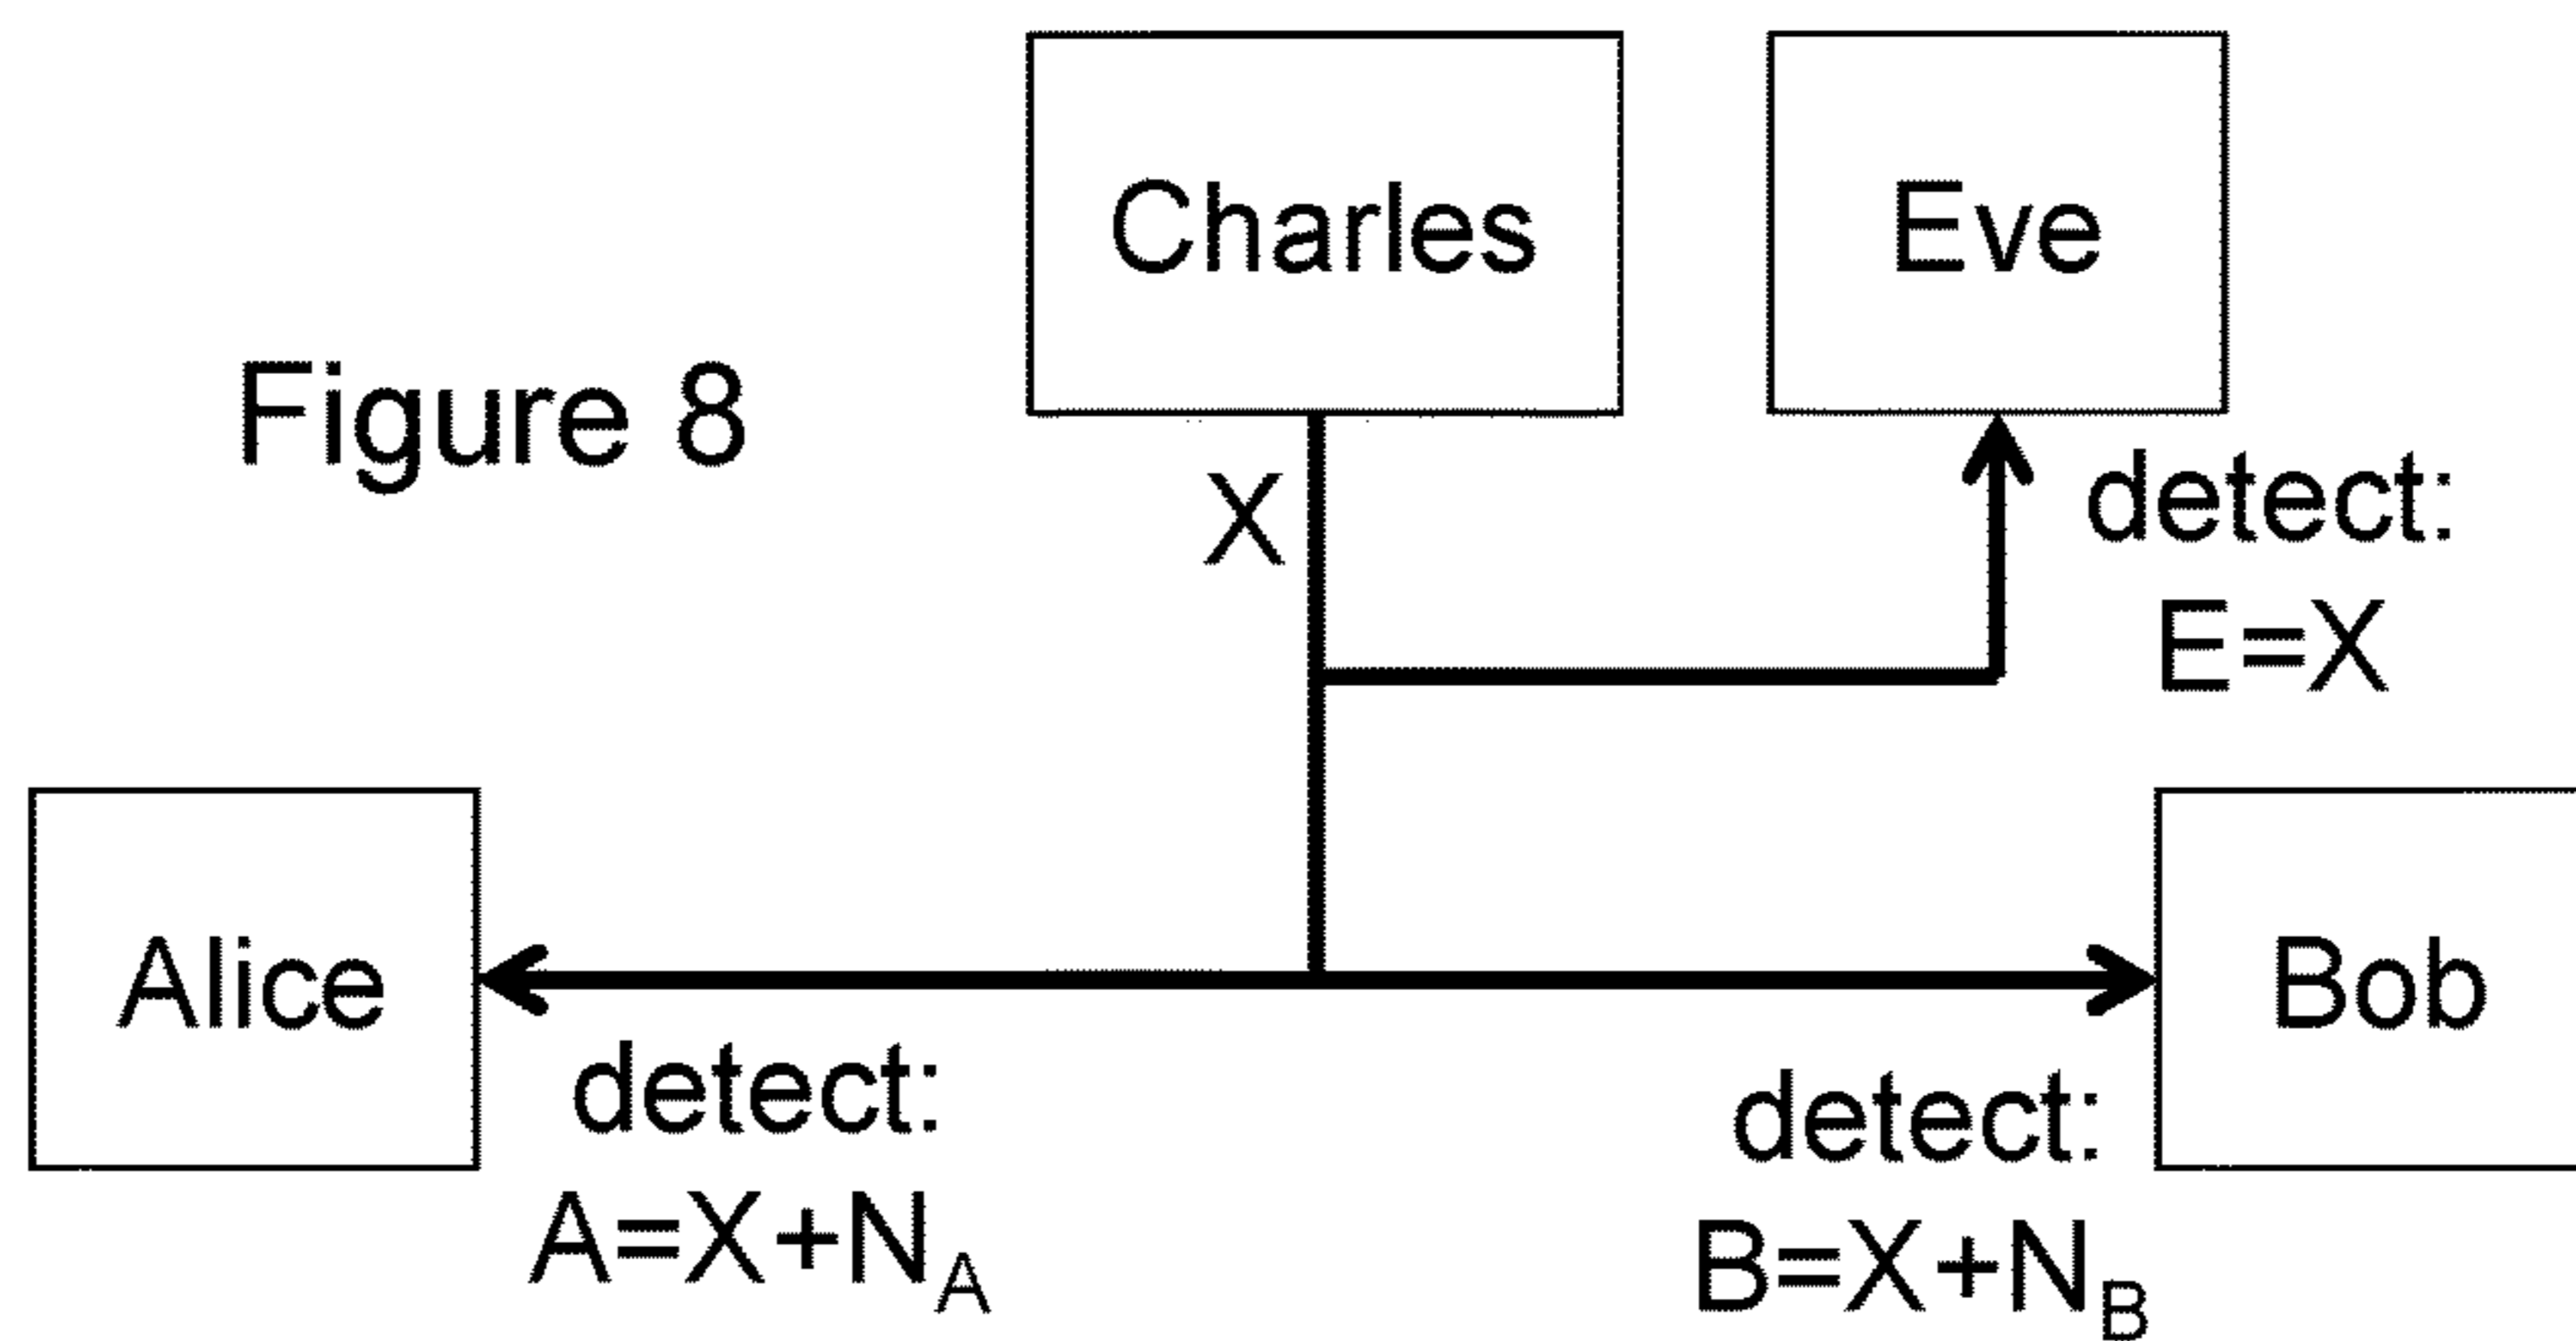 Charles
Eve
Figure 8
X
detect:
E=X
Alice
Bob
detect:
A=X+N_A
detect:
B=X+N_B